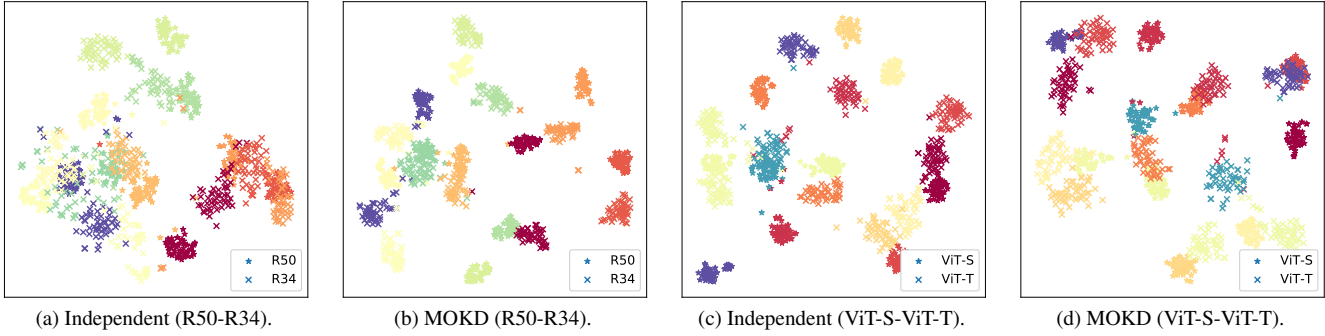 R50
R34
R50
R34
ViT-S
ViT-T
ViT-S
ViT-T
(a) Independent (R50-R34).
(b) MOKD (R50-R34).
(c) Independent (ViT-S-ViT-T).
(d) MOKD (ViT-S-ViT-T).